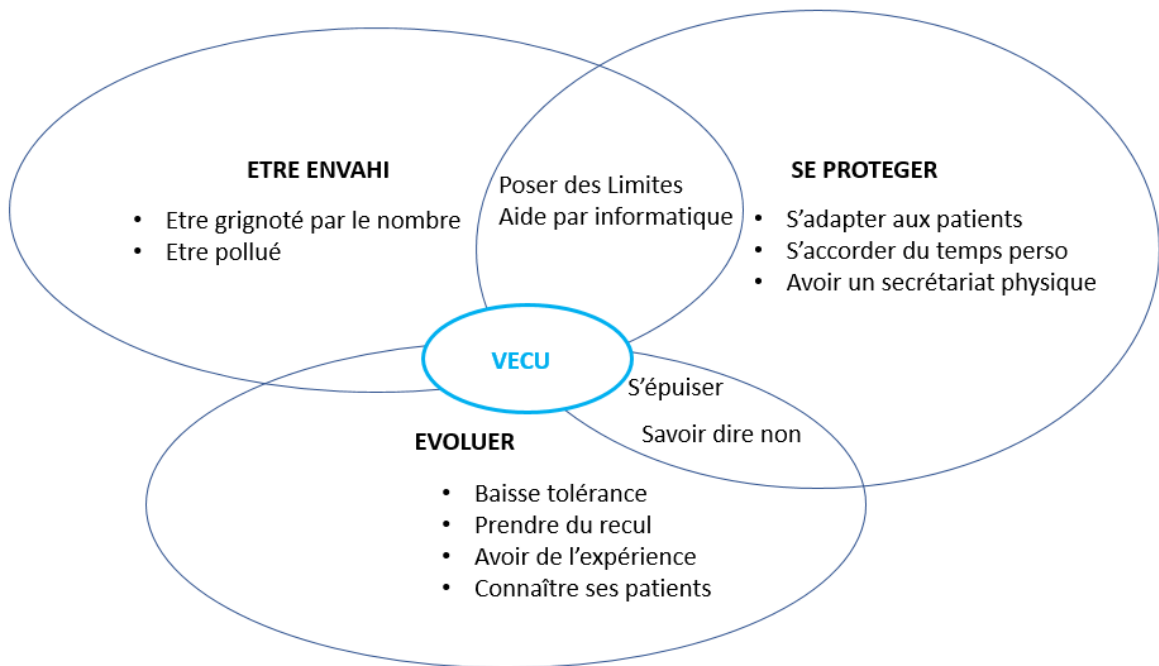 ETRE ENVAHI
• Etre grignoté par le nombre
• Etre pollué
Poser des Limites
Aide par informatique
SE PROTEGER
• S’adapter aux patients
• S’accorder du temps perso
• Avoir un secrétariat physique
VECU
S’épuiser
Savoir dire non
EVOLUER
• Baisse tolérance
• Prendre du recul
• Avoir de l’expérience
• Connaître ses patients